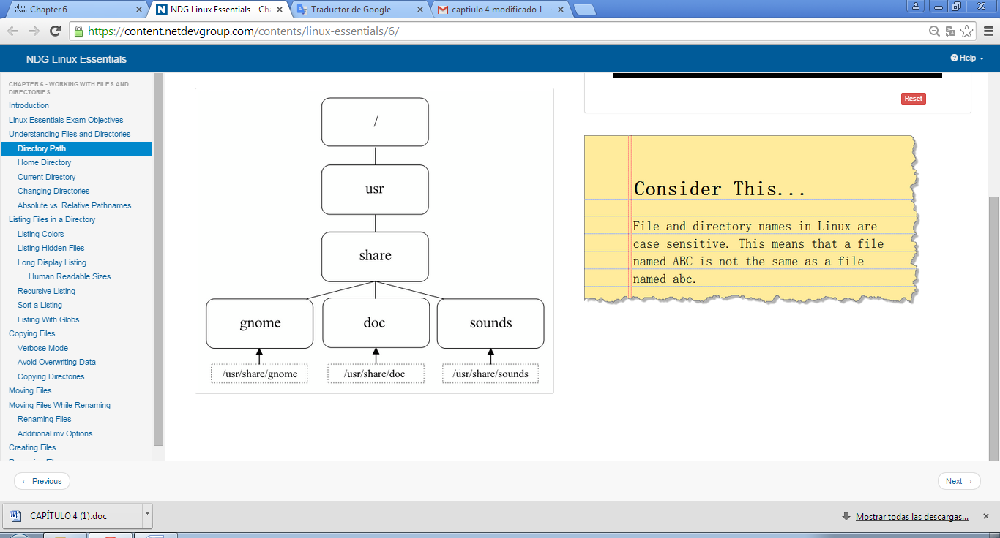 Chapter 6
NDG Linux Essentials - Ch
Traductor de Google
captiulo 4 modificado 1 -
https://content.netdevgroup.com/contents/linux-essentials/6/
NDG Linux Essentials
Help
CHAPTER 6 - WORKING WITH FILES AND
DIRECTORIES
Introduction
Linux Essentials Exam Objectives
Understanding Files and Directories
Directory Path
Home Directory
Current Directory
Changing Directories
Absolute vs. Relative Pathnames
Listing Files in a Directory
Listing Colors
Listing Hidden Files
Long Display Listing
Human Readable Sizes
Recursive Listing
Sort a Listing
Listing With Globs
Copying Files
Verbose Mode
Avoid Overwriting Data
Copying Directories
Moving Files
Moving Files While Renaming
Renaming Files
Additional mv Options
Creating Files
/
usr
share
gnome doc sounds
/usr/share/gnome /usr/share/doc /usr/share/sounds
Reset
Consider This...
File and directory names in Linux are
case sensitive. This means that a file
named ABC is not the same as a file
named abc.
← Previous
Next →
CAPÍTULO 4 (1).doc
Mostrar todas las descargas...